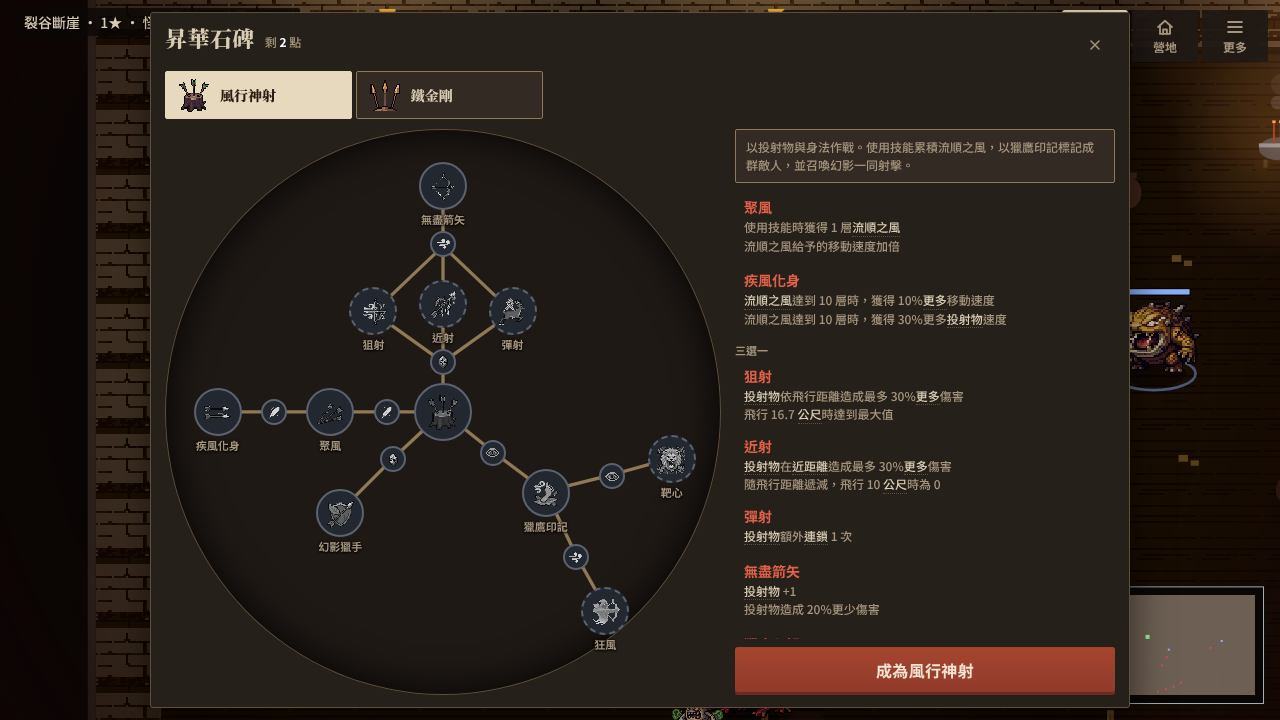 裂谷斷崖 · 1★ · 怪
昇華石碑 剩 2 點
營地
更多
風行神射
鐵金剛
以投射物與身法作戰。使用技能累積流順之風，以獵鷹印記標記成
群敵人，並召喚幻影一同射擊。
無盡箭矢
狙射
近射
彈射
疾風化身
聚風
獵鷹印記
靶心
幻影獵手
狂風
聚風
使用技能時獲得 1 層流順之風
流順之風給予的移動速度加倍
疾風化身
流順之風達到 10 層時，獲得 10%更多移動速度
流順之風達到 10 層時，獲得 30%更多投射物速度
三選一
狙射
投射物依飛行距離造成最多 30%更多傷害
飛行 16.7 公尺時達到最大值
近射
投射物在近距離造成最多 30%更多傷害
隨飛行距離遞減，飛行 10 公尺時為 0
彈射
投射物額外連鎖 1 次
無盡箭矢
投射物 +1
投射物造成 20%更少傷害
成為風行神射